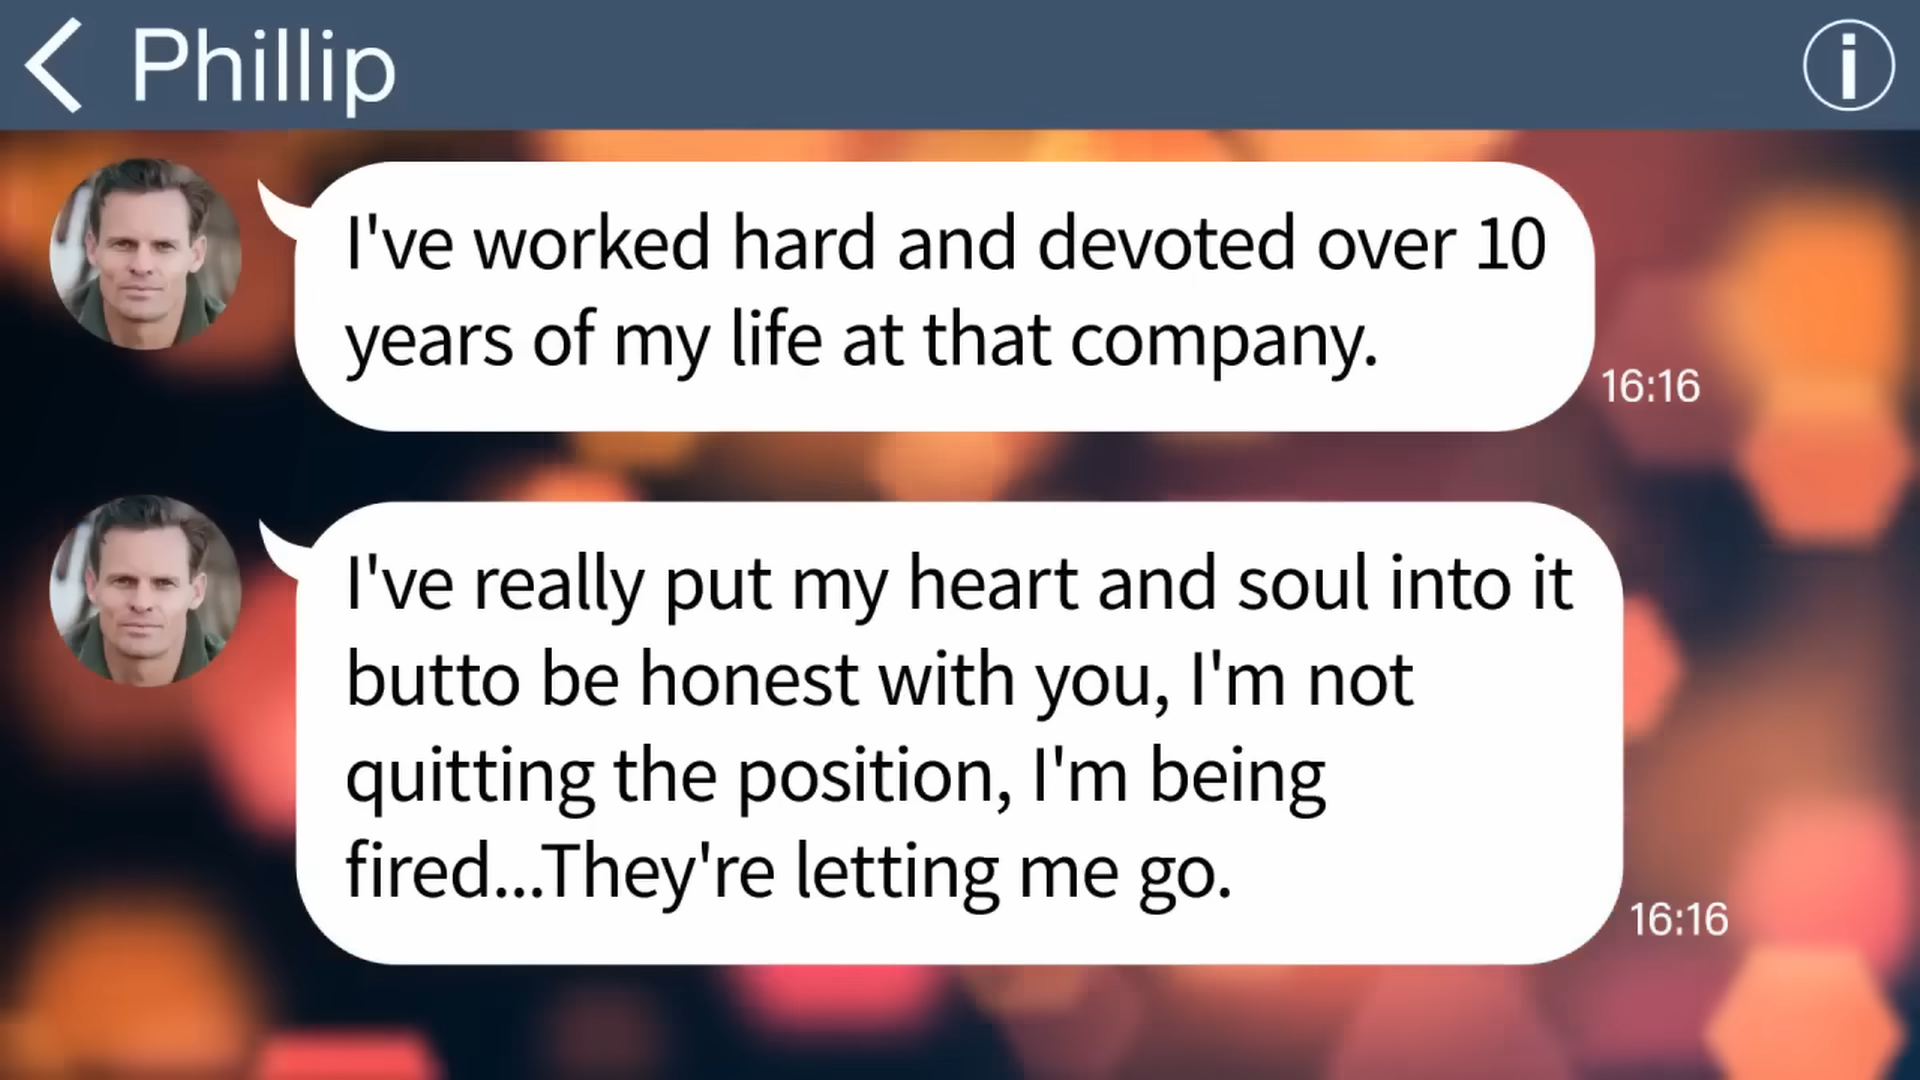 Phillip
I've worked hard and devoted over 10
years of my life at that company.
16:16
I've really put my heart and soul into it
butto be honest with you, I'm not
quitting the position, I'm being
fired...They're letting me go.
16:16